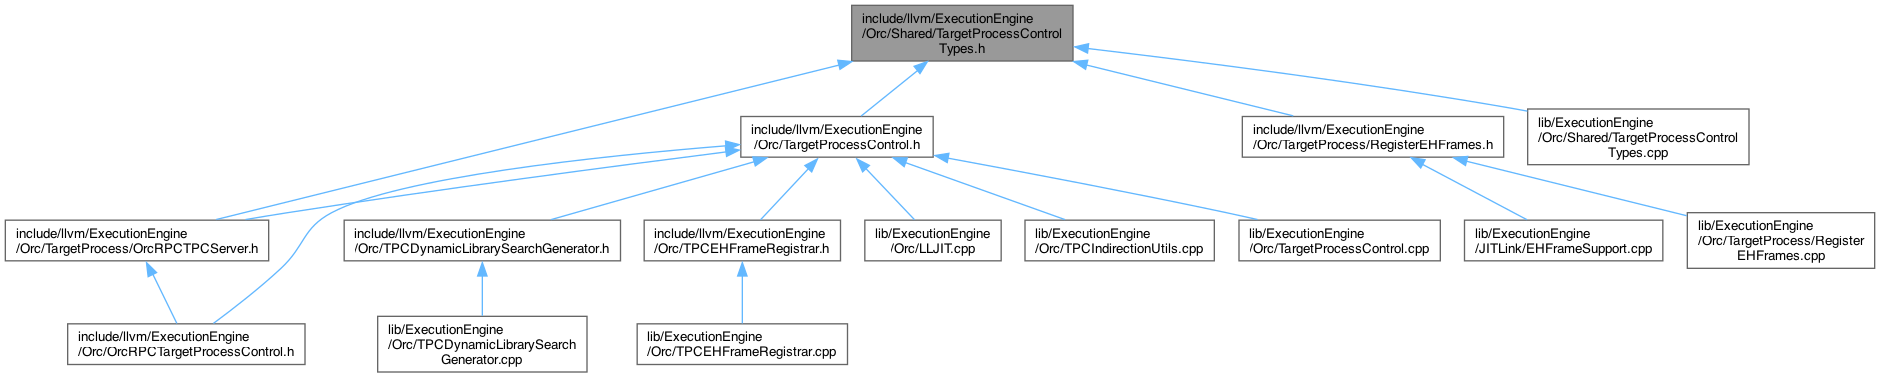 include/llvm/ExecutionEngine
/Orc/Shared/TargetProcessControl
Types.h
include/llvm/ExecutionEngine
/Orc/TargetProcessControl.h
include/llvm/ExecutionEngine
/Orc/TargetProcess/RegisterEHFrames.h
lib/ExecutionEngine
/Orc/Shared/TargetProcessControl
Types.cpp
include/llvm/ExecutionEngine
/Orc/TargetProcess/OrcRPCTPCServer.h
include/llvm/ExecutionEngine
/Orc/TPCDynamicLibrarySearchGenerator.h
include/llvm/ExecutionEngine
/Orc/TPCEHFrameRegistrar.h
lib/ExecutionEngine
/Orc/LLJIT.cpp
lib/ExecutionEngine
/Orc/TPCIndirectionUtils.cpp
lib/ExecutionEngine
/Orc/TargetProcessControl.cpp
lib/ExecutionEngine
/JITLink/EHFrameSupport.cpp
lib/ExecutionEngine
/Orc/TargetProcess/Register
EHFrames.cpp
include/llvm/ExecutionEngine
/Orc/OrcRPCTargetProcessControl.h
lib/ExecutionEngine
/Orc/TPCDynamicLibrarySearch
Generator.cpp
lib/ExecutionEngine
/Orc/TPCEHFrameRegistrar.cpp